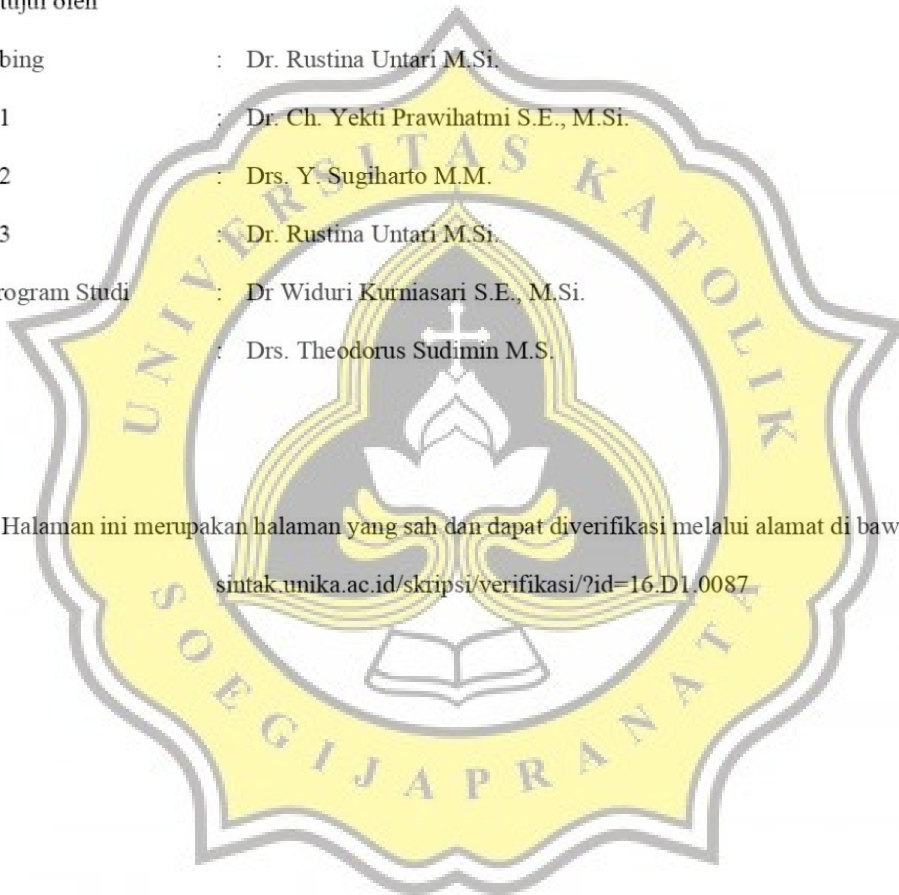 tujui oleh
bing : Dr. Rustina Untari M.Si.
1 : Dr. Ch. Yekti Prawihatmi S.E., M.Si.
2 : Drs. Y. Sugiharto M.M.
3 : Dr. Rustina Untari M.Si.
rogram Studi : Dr Widuri Kurniasari S.E., M.Si.
: Drs. Theodorus Sudimin M.S.
Halaman ini merupakan halaman yang sah dan dapat diverifikasi melalui alamat di baw
sintak.unika.ac.id/skripsi/verifikasi/?id=16.D1.0087
UNIVERSITAS KATOLIK
SOEGIJAPRANATA